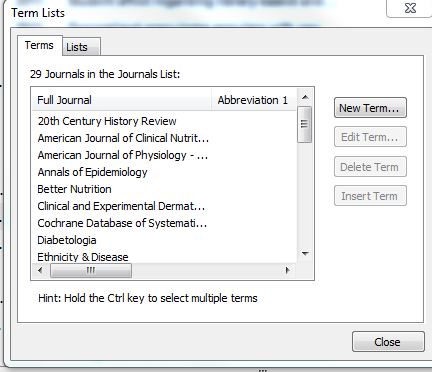 Term Lists
Terms
Lists
29 Journals in the Journals List:
Full Journal
Abbreviation 1
20th Century History Review
American Journal of Clinical Nutrit...
American Journal of Physiology - ...
Annals of Epidemiology
Better Nutrition
Clinical and Experimental Dermat...
Cochrane Database of Systemati...
Diabetologia
Ethnicity & Disease
New Term...
Edit Term...
Delete Term
Insert Term
Hint: Hold the Ctrl key to select multiple terms
Close